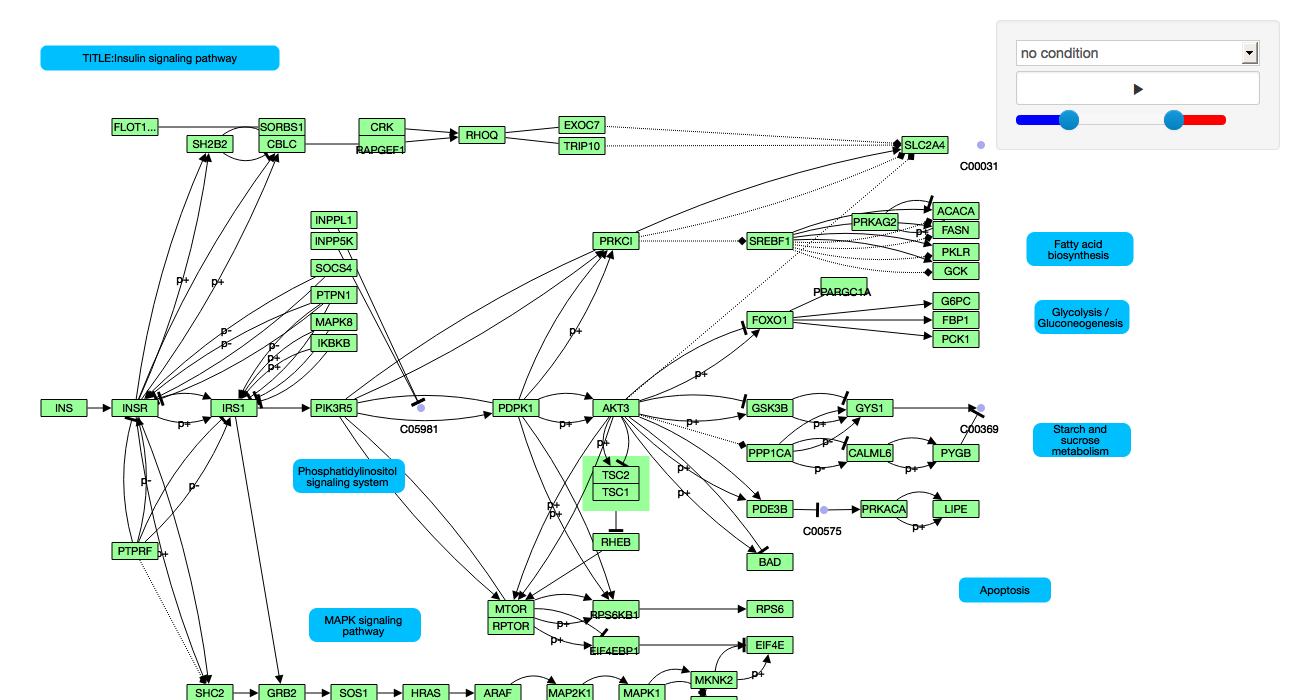 no condition
TITLE:Insulin signaling pathway
FLOT1...
SORBS1
CRK
RHOQ
EXOC7
SH2B2
CBLC
RAPGEF1
TRIP10
SLC2A4
C00031
INPPL1
INPP5K
PRKCI
SREBF1
PRKAG2
ACACA
p+
FASN
PKLR
GCK
Fatty acid
biosynthesis
SOCS4
p+
p+
PTPN1
PPARGC1A
MAPK8
IKBKB
p-
p-
p-
p+
p+
p+
FOXO1
G6PC
FBP1
PCK1
Glycolysis /
Gluconeogenesis
p+
INS
INSR
p+
IRS1
PIK3R5
C05981
PDPK1
p+
AKT3
p+
GSK3B
p+
GYS1
C00369
p+
p-
PPP1CA
p-
CALML6
p+
PYGB
Starch and
sucrose
metabolism
Phosphatidylinositol
signaling system
TSC2
TSC1
p+
p+
p-
p-
p+
p+
PDE3B
C00575
PRKACA
p+
LIPE
PTPRF
p+
RHEB
BAD
Apoptosis
MAPK signaling
pathway
MTOR
RPTOR
p+
p+
RPS6KB1
RPS6
EIF4EBP1
EIF4E
SHC2
GRB2
SOS1
HRAS
ARAF
MAP2K1
MAPK1
MKNK2
p+